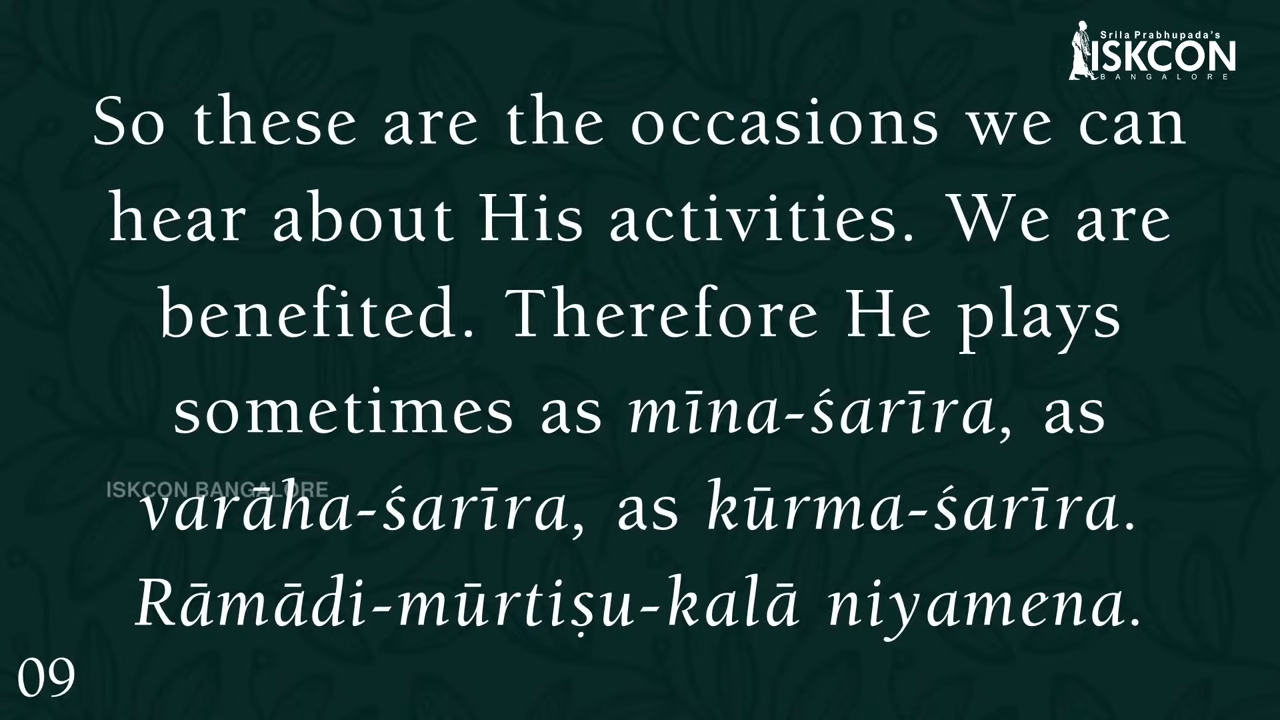 Srila Prabhupada's
ISKCON
BANGALORE
So these are the occasions we can
hear about His activities. We are
benefited. Therefore He plays
sometimes as mīna-śarīra, as
ISKCON BANGALORE
varāha-śarīra, as kūrma-śarīra.
Rāmādi-mūrtiṣu-kalā niyamena.
09